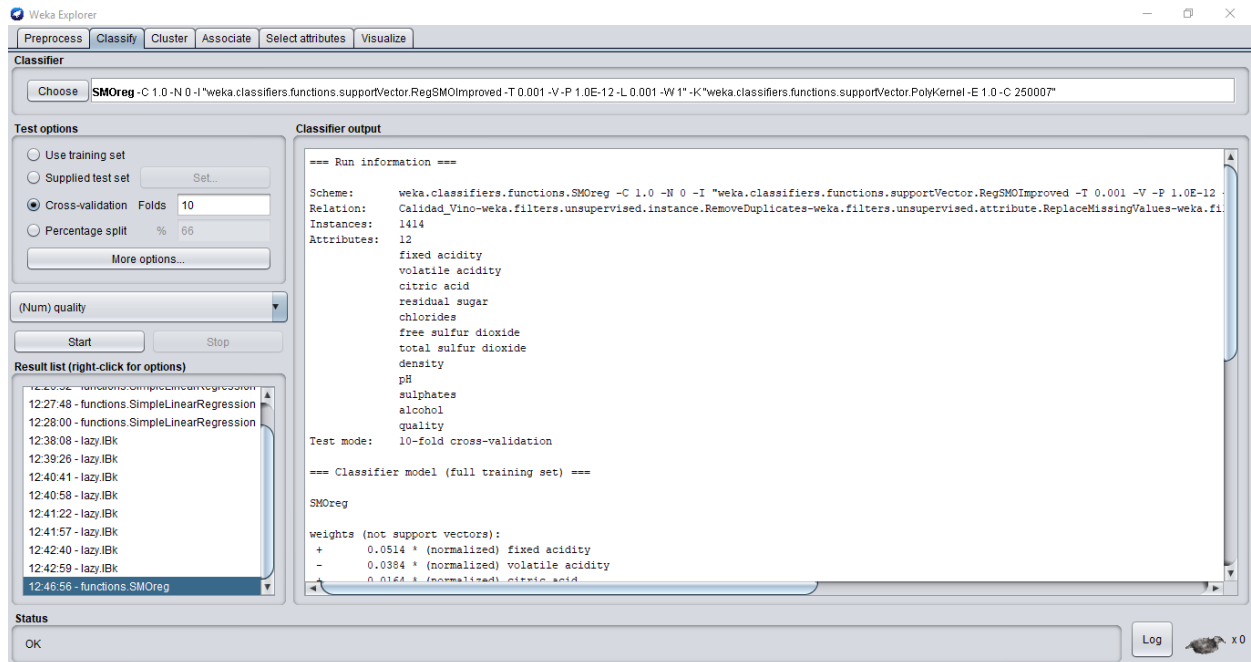 Weka Explorer
Preprocess Classify Cluster Associate Select attributes Visualize
Classifier
Choose SMOreg -C 1.0 -N 0 -I "weka.classifiers.functions.supportVector.RegSMOImproved -T 0.001 -V -P 1.0E-12 -L 0.001 -W 1" -K "weka.classifiers.functions.supportVector.PolyKernel -E 1.0 -C 250007"
Test options
Use training set
Supplied test set Set...
Cross-validation Folds 10
Percentage split % 66
More options...
(Num) quality
Start Stop
Result list (right-click for options)
12:27:48 - functions.SimpleLinearRegression
12:28:00 - functions.SimpleLinearRegression
12:38:08 - lazy.IBk
12:39:26 - lazy.IBk
12:40:41 - lazy.IBk
12:40:58 - lazy.IBk
12:41:22 - lazy.IBk
12:41:57 - lazy.IBk
12:42:40 - lazy.IBk
12:42:59 - lazy.IBk
12:46:56 - functions.SMOreg
Classifier output
=== Run information ===
Scheme: weka.classifiers.functions.SMOreg -C 1.0 -N 0 -I "weka.classifiers.functions.supportVector.RegSMOImproved -T 0.001 -V -P 1.0E-12 -
Relation: Calidad_Vino-weka.filters.unsupervised.instance.RemoveDuplicates-weka.filters.unsupervised.attribute.ReplaceMissingValues-weka.fi
Instances: 1414
Attributes: 12
fixed acidity
volatile acidity
citric acid
residual sugar
chlorides
free sulfur dioxide
total sulfur dioxide
density
pH
sulphates
alcohol
quality
Test mode: 10-fold cross-validation
=== Classifier model (full training set) ===
SMOreg
weights (not support vectors):
+ 0.0514 * (normalized) fixed acidity
- 0.0384 * (normalized) volatile acidity
+ 0.0164 * (normalized) citric acid
Status
OK
Log
x 0